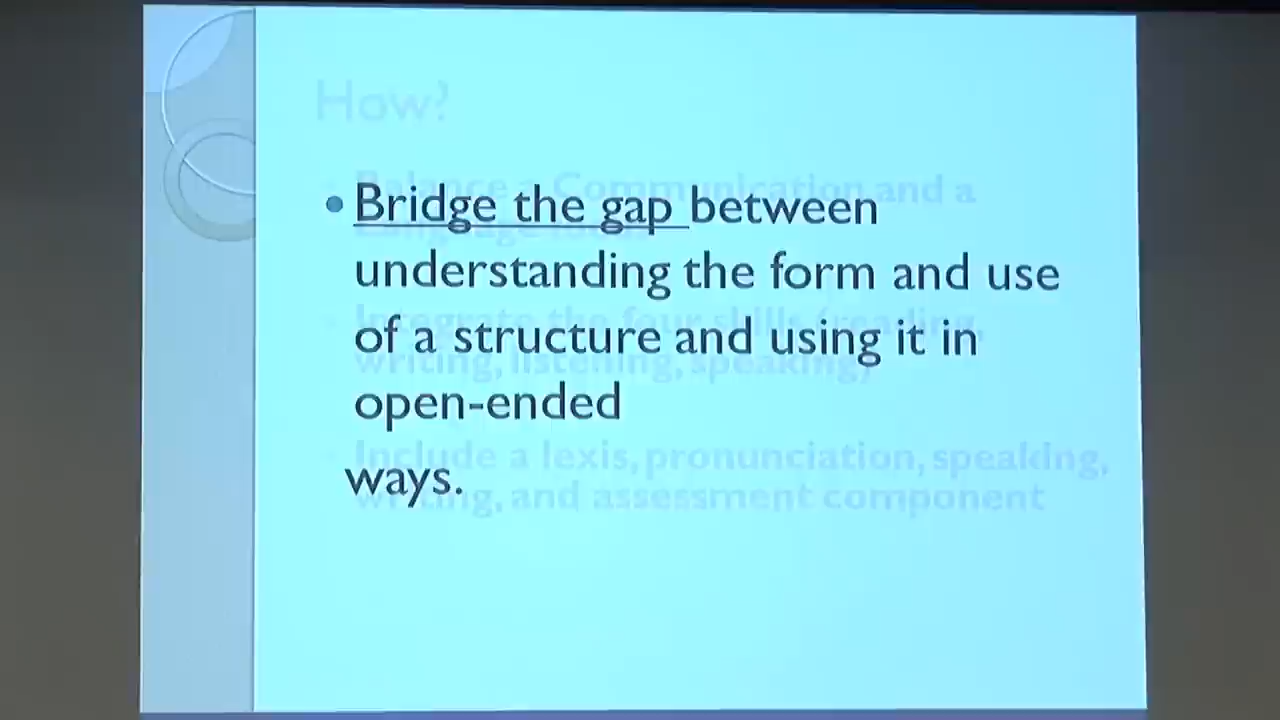 How?
• Bridge the gap between
understanding the form and use
of a structure and using it in
open-ended
ways.
• Balance a Communication and a
• Integrate the four skills (reading,
writing, listening, speaking)
• Include a lexis, pronunciation, speaking,
writing, and assessment component